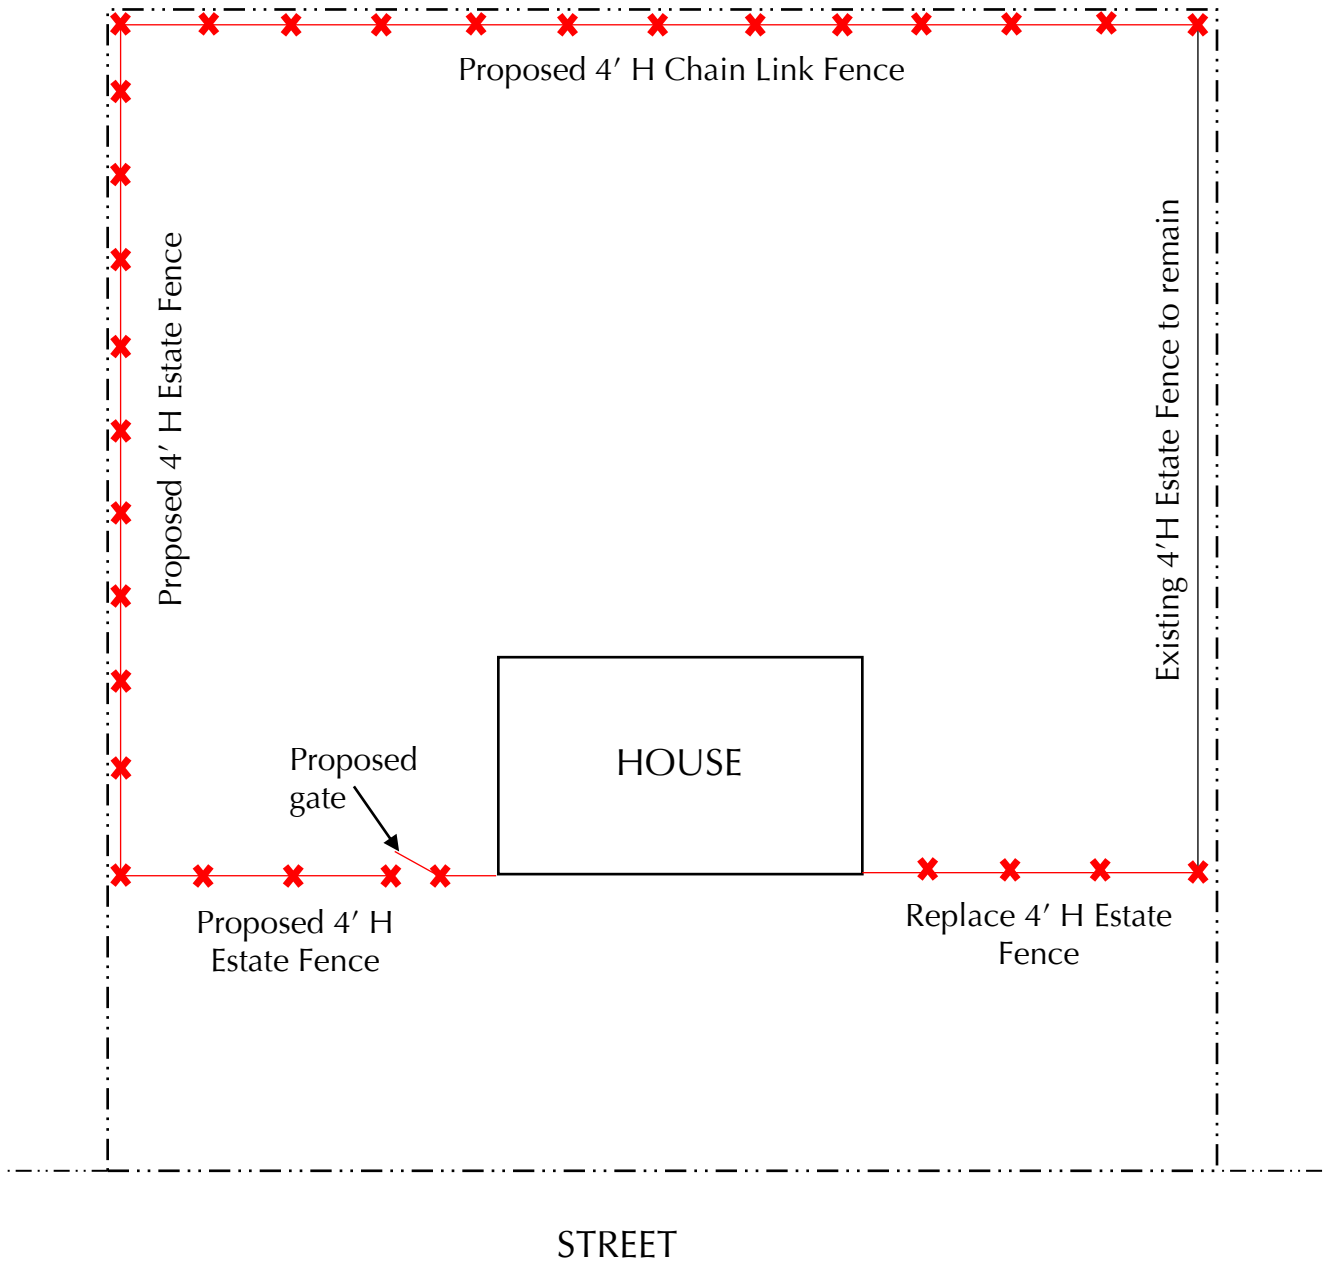 Proposed 4’ H Chain Link Fence
Proposed 4’ H Estate Fence
Existing 4’H Estate Fence to remain
Proposed
gate
HOUSE
Proposed 4’ H
Estate Fence
Replace 4’ H Estate
Fence
STREET